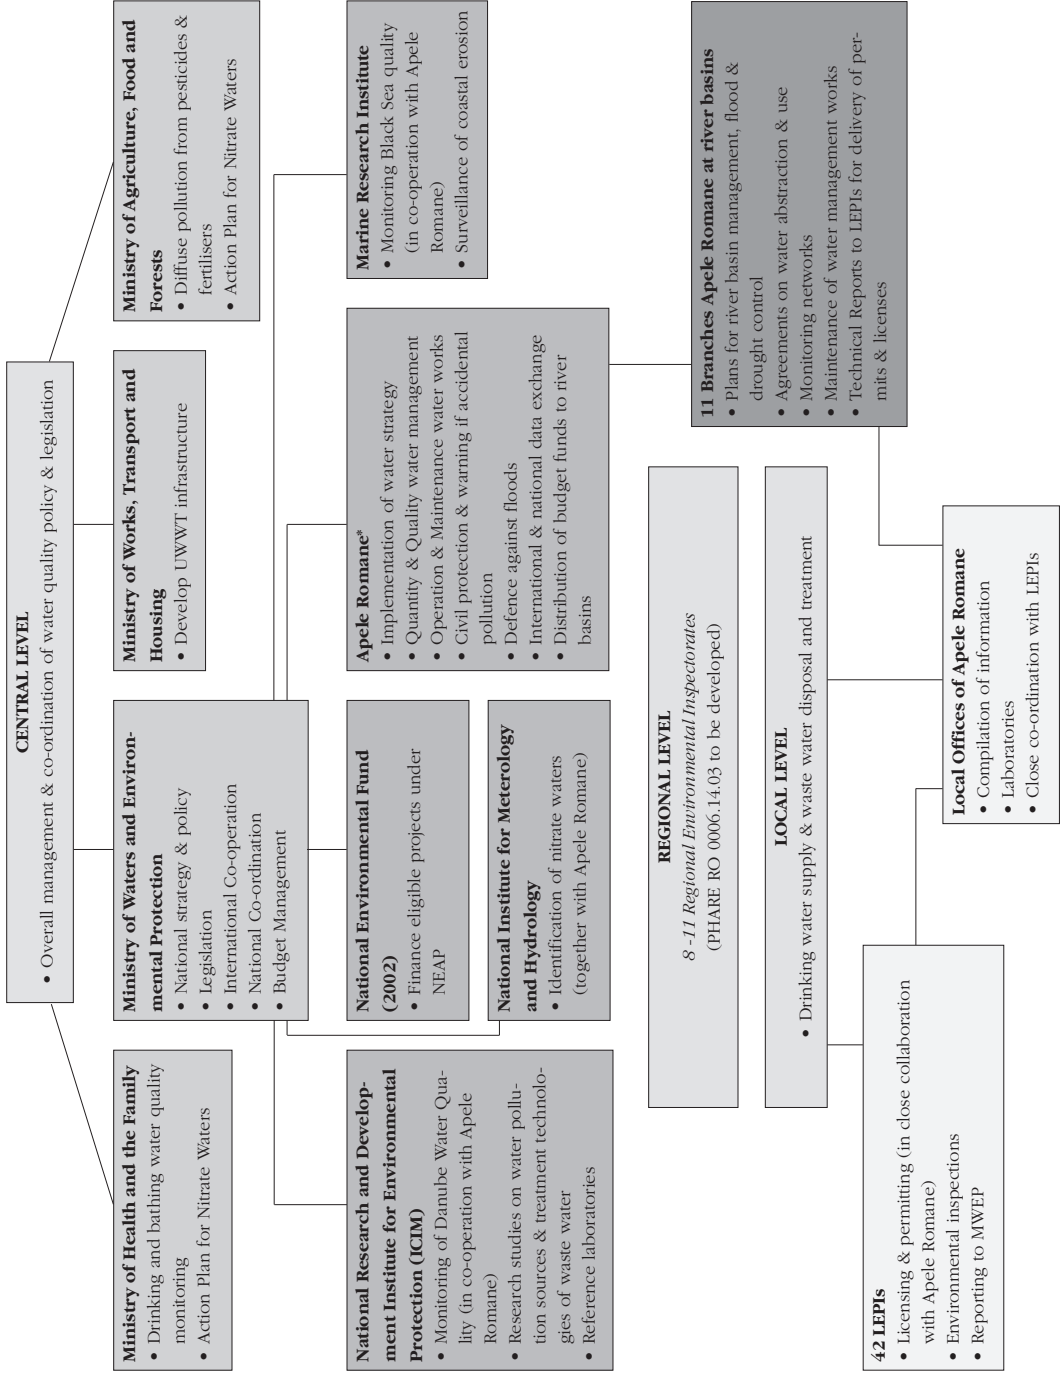 CENTRAL LEVEL
• Overall management & co-ordination of water quality policy & legislation
Ministry of Health and the Family
• Drinking and bathing water quality
monitoring
• Action Plan for Nitrate Waters
Ministry of Waters and Environ-
mental Protection
• National strategy & policy
• Legislation
• International Co-operation
• National Co-ordination
• Budget Management
Ministry of Works, Transport and
Housing
• Develop UWWT infrastructure
Ministry of Agriculture, Food and
Forests
• Diffuse pollution from pesticides &
fertilisers
• Action Plan for Nitrate Waters
National Research and Develop-
ment Institute for Environmental
Protection (ICIM)
• Monitoring of Danube Water Qua-
lity (in co-operation with Apele
Romane)
• Research studies on water pollu-
tion sources & treatment technolo-
gies of waste water
• Reference laboratories
National Environmental Fund
(2002)
• Finance eligible projects under
NEAP
National Institute for Meterology
and Hydrology
• Identification of nitrate waters
(together with Apele Romane)
Apele Romane*
• Implementation of water strategy
• Quantity & Quality water management
• Operation & Maintenance water works
• Civil protection & warning if accidental
pollution
• Defence against floods
• International & national data exchange
• Distribution of budget funds to river
basins
Marine Research Institute
• Monitoring Black Sea quality
(in co-operation with Apele
Romane)
• Surveillance of coastal erosion
REGIONAL LEVEL
8 -11 Regional Environmental Inspectorates
(PHARE RO 0006.14.03 to be developed)
11 Branches Apele Romane at river basins
• Plans for river basin management, flood &
drought control
• Agreements on water abstraction & use
• Monitoring networks
• Maintenance of water management works
• Technical Reports to LEPIs for delivery of per-
mits & licenses
LOCAL LEVEL
• Drinking water supply & waste water disposal and treatment
42 LEPIs
• Licensing & permitting (in close collaboration
with Apele Romane)
• Environmental inspections
• Reporting to MWEP
Local Offices of Apele Romane
• Compilation of information
• Laboratories
• Close co-ordination with LEPIs